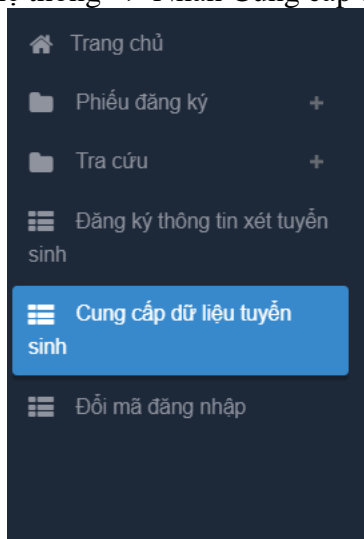 Trang chủ
Phiếu đăng ký +
Tra cứu +
Đăng ký thông tin xét tuyển
sinh
Cung cấp dữ liệu tuyển
sinh
Đổi mã đăng nhập